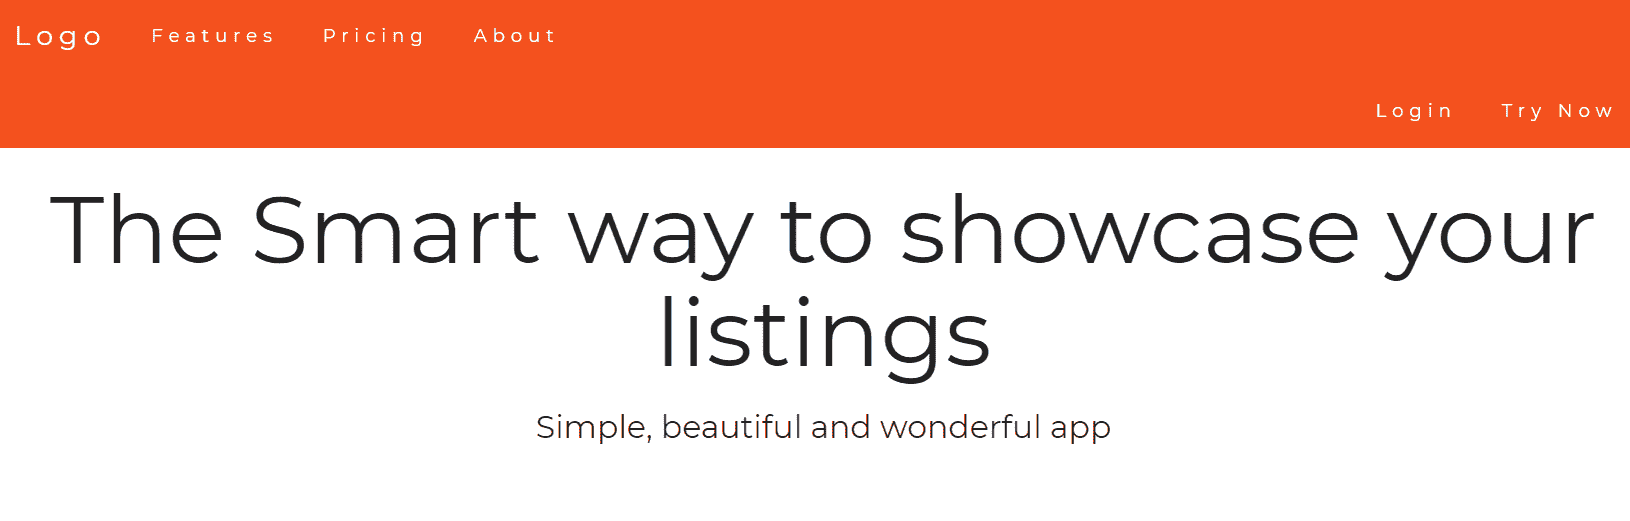 Logo Features Pricing About
Login Try Now
The Smart way to showcase your
listings
Simple, beautiful and wonderful app